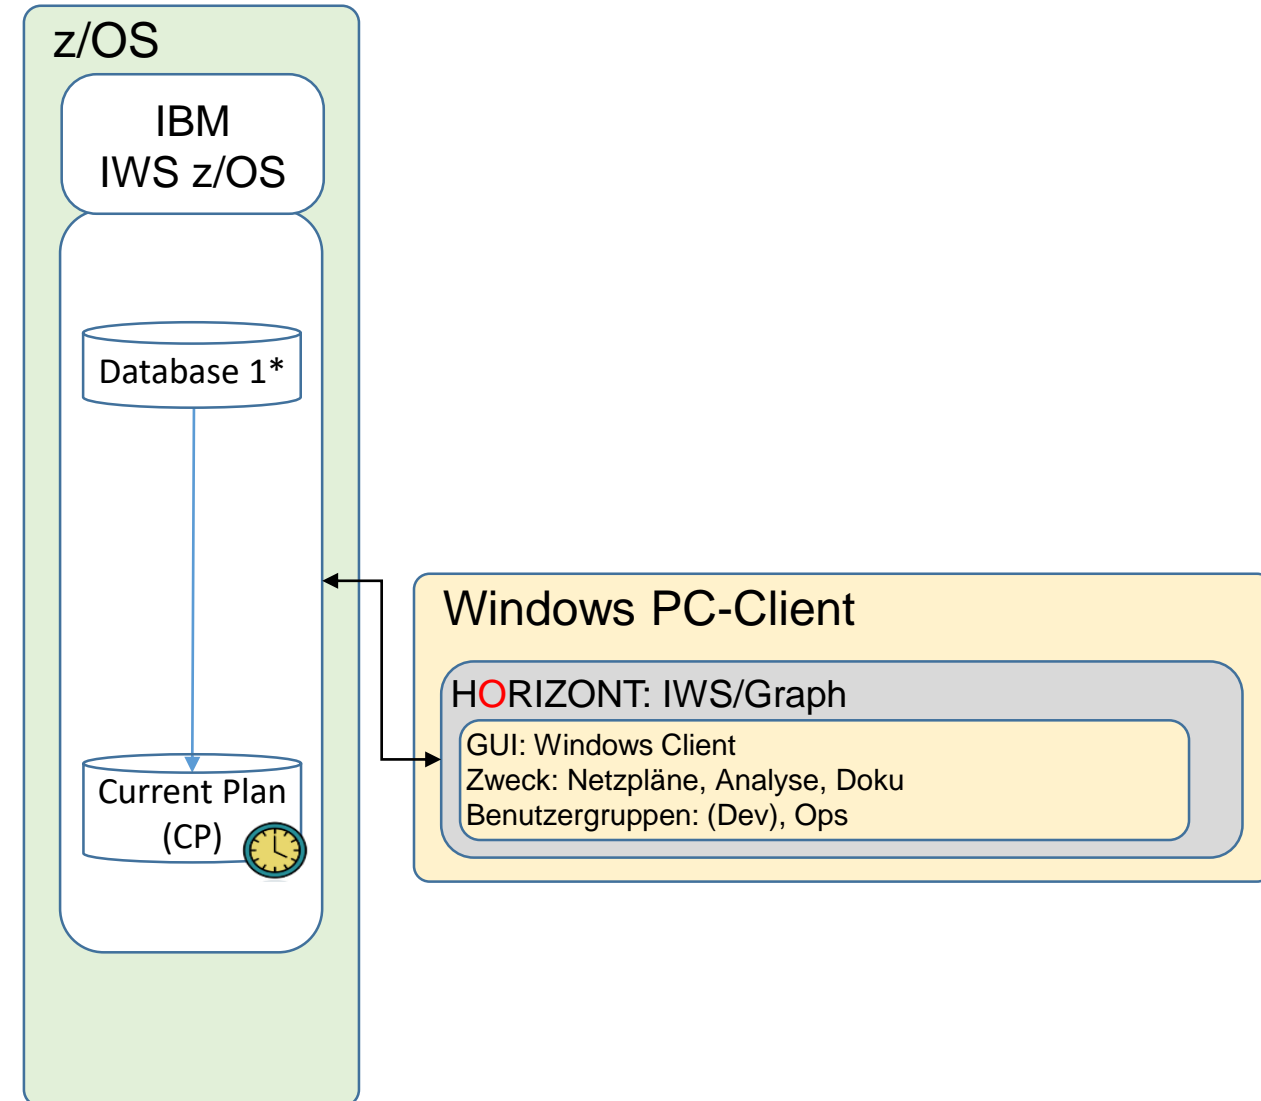 z/OS
IBM
IWS z/OS
Database 1*
Current Plan
(CP)
Windows PC-Client
HORIZONT: IWS/Graph
GUI: Windows Client
Zweck: Netzpläne, Analyse, Doku
Benutzergruppen: (Dev), Ops